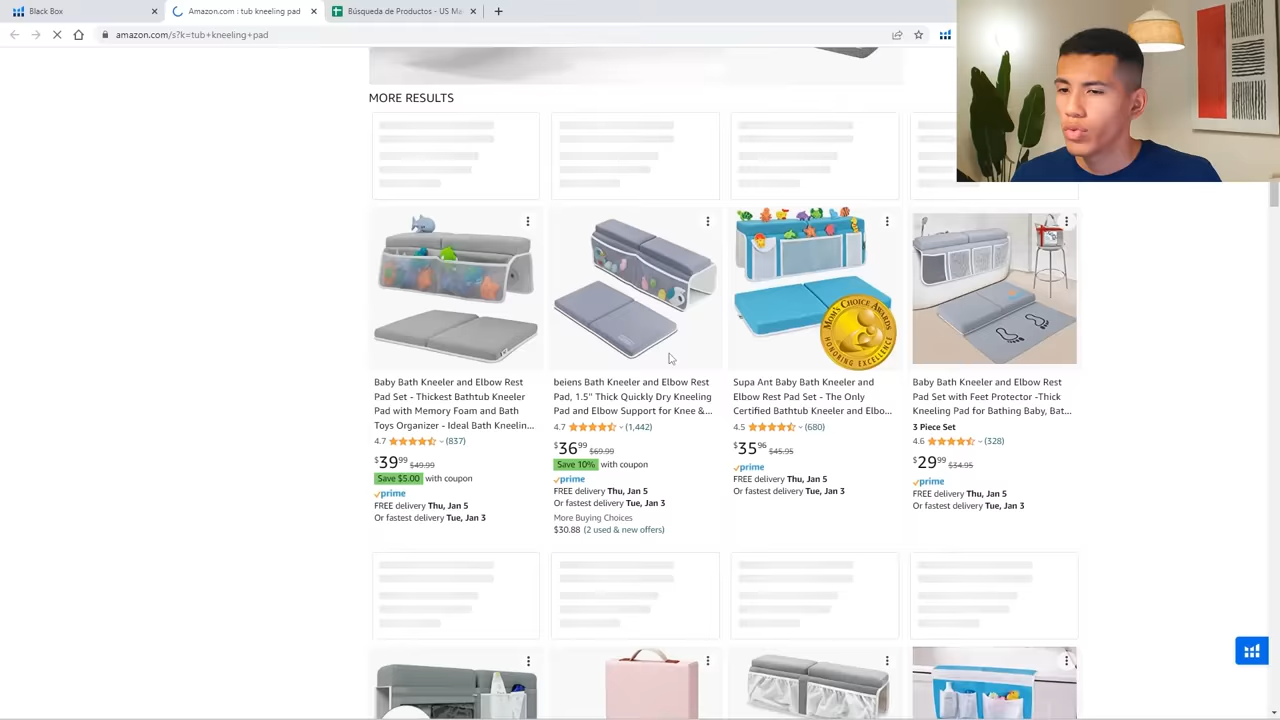 Black Box
Amazon.com : tub kneeling pad
Búsqueda de Productos - US Ma
amazon.com/s?k=tub+kneeling+pad
MORE RESULTS
Baby Bath Kneeler and Elbow Rest
Pad Set - Thickest Bathtub Kneeler
Pad with Memory Foam and Bath
Toys Organizer - Ideal Bath Kneelin...
4.7 (837)
$39.99 $49.99
Save $5.00 with coupon
prime
FREE delivery Thu, Jan 5
Or fastest delivery Tue, Jan 3
beiens Bath Kneeler and Elbow Rest
Pad, 1.5" Thick Quickly Dry Kneeling
Pad and Elbow Support for Knee &...
4.7 (1,442)
$36.99 $69.99
Save 10% with coupon
prime
FREE delivery Thu, Jan 5
Or fastest delivery Tue, Jan 3
More Buying Choices
$30.88 (2 used & new offers)
MOM'S CHOICE AWARDS
HONORING EXCELLENCE
Supa Ant Baby Bath Kneeler and
Elbow Rest Pad Set - The Only
Certified Bathtub Kneeler and Elbo...
4.5 (680)
$35.96 $45.95
prime
FREE delivery Thu, Jan 5
Or fastest delivery Tue, Jan 3
Baby Bath Kneeler and Elbow Rest
Pad Set with Feet Protector -Thick
Kneeling Pad for Bathing Baby, Bat...
3 Piece Set
4.6 (328)
$29.99 $34.95
prime
FREE delivery Thu, Jan 5
Or fastest delivery Tue, Jan 3